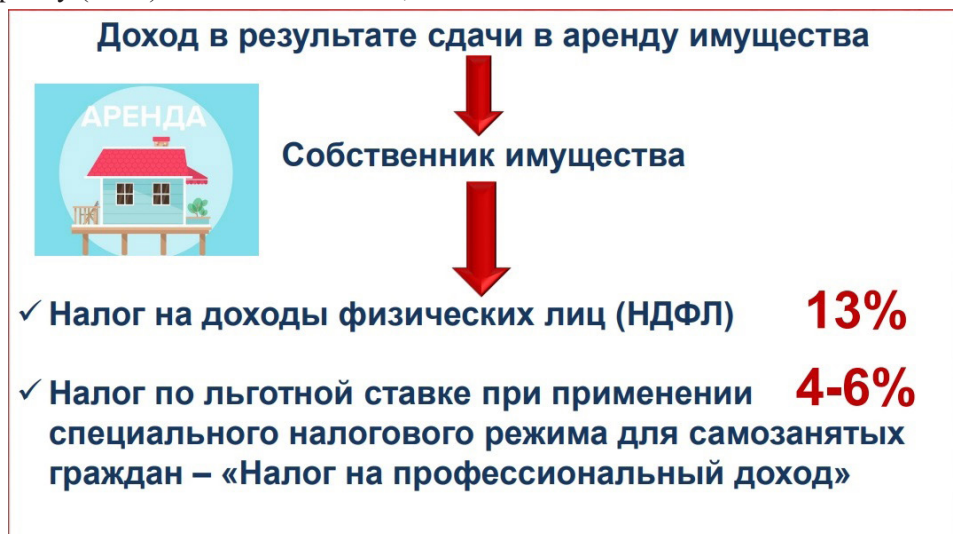 Доход в результате сдачи в аренду имущества
АРЕНДА
Собственник имущества
✓ Налог на доходы физических лиц (НДФЛ) 13%
✓ Налог по льготной ставке при применении 4-6%
специального налогового режима для самозанятых
граждан – «Налог на профессиональный доход»